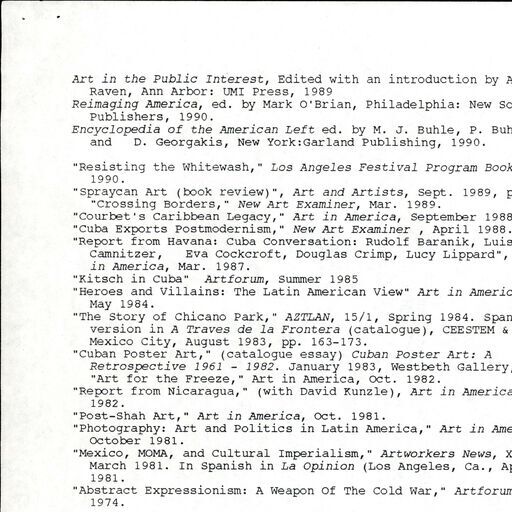 Art in the Public Interest, Edited with an introduction by A
Raven, Ann Arbor: UMI Press, 1989
Reimaging America, ed. by Mark O'Brian, Philadelphia: New So
Publishers, 1990.
Encyclopedia of the American Left ed. by M. J. Buhle, P. Buh
and D. Georgakis, New York:Garland Publishing, 1990.
"Resisting the Whitewash," Los Angeles Festival Program Book
1990.
"Spraycan Art (book review)", Art and Artists, Sept. 1989, p
"Crossing Borders," New Art Examiner, Mar. 1989.
"Courbet's Caribbean Legacy," Art in America, September 1988
"Cuba Exports Postmodernism," New Art Examiner , April 1988.
"Report from Havana: Cuba Conversation: Rudolf Baranik, Luis
Camnitzer, Eva Cockcroft, Douglas Crimp, Lucy Lippard",
in America, Mar. 1987.
"Kitsch in Cuba" Artforum, Summer 1985
"Heroes and Villains: The Latin American View" Art in Americ
May 1984.
"The Story of Chicano Park," AZTLAN, 15/1, Spring 1984. Span
version in A Traves de la Frontera (catalogue), CEESTEM &
Mexico City, August 1983, pp. 163-173.
"Cuban Poster Art," (catalogue essay) Cuban Poster Art: A
Retrospective 1961 - 1982. January 1983, Westbeth Gallery,
"Art for the Freeze," Art in America, Oct. 1982.
"Report from Nicaragua," (with David Kunzle), Art in America
1982.
"Post-Shah Art," Art in America, Oct. 1981.
"Photography: Art and Politics in Latin America," Art in Ame
October 1981.
"Mexico, MOMA, and Cultural Imperialism," Artworkers News, X
March 1981. In Spanish in La Opinion (Los Angeles, Ca., Ap
1981.
"Abstract Expressionism: A Weapon Of The Cold War," Artforum
1974.